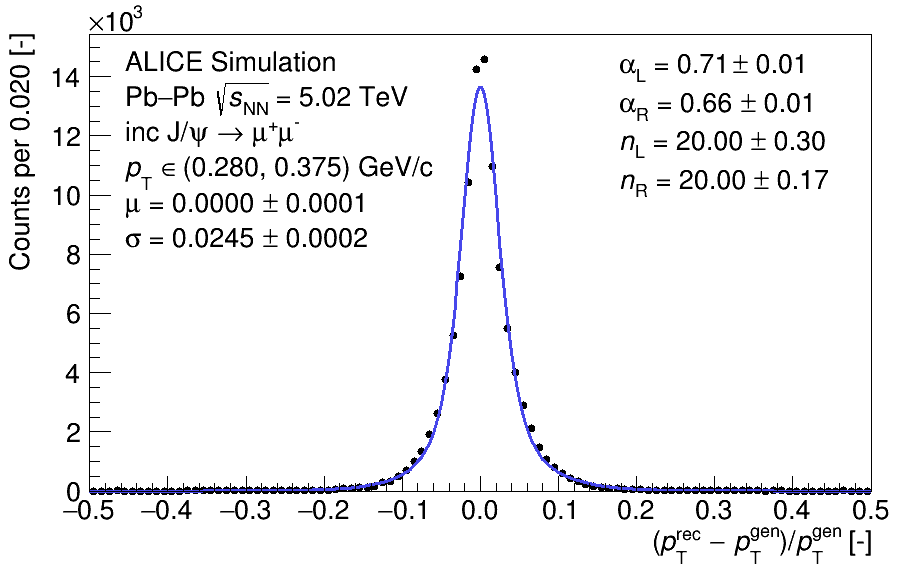 ×10³
Counts per 0.020 [-]
ALICE Simulation
Pb–Pb √sNN = 5.02 TeV
inc J/ψ → μ⁺μ⁻
pT ∈ (0.280, 0.375) GeV/c
μ = 0.0000 ± 0.0001
σ = 0.0245 ± 0.0002
αL = 0.71 ± 0.01
αR = 0.66 ± 0.01
nL = 20.00 ± 0.30
nR = 20.00 ± 0.17
14
12
10
8
6
4
2
0
−0.5 −0.4 −0.3 −0.2 −0.1 0.0 0.1 0.2 0.3 0.4 0.5
(pTrec − pTgen)/pTgen [-]